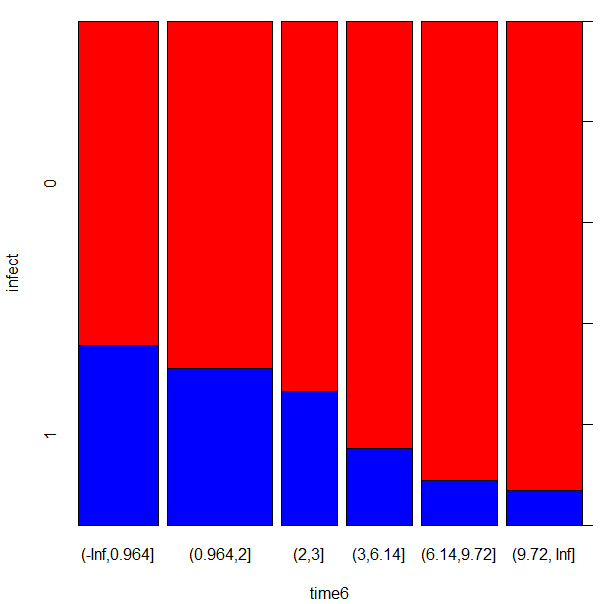 0
infect
1
(-Inf,0.964]
(0.964,2]
(2,3]
(3,6.14]
(6.14,9.72]
(9.72, Inf]
time6